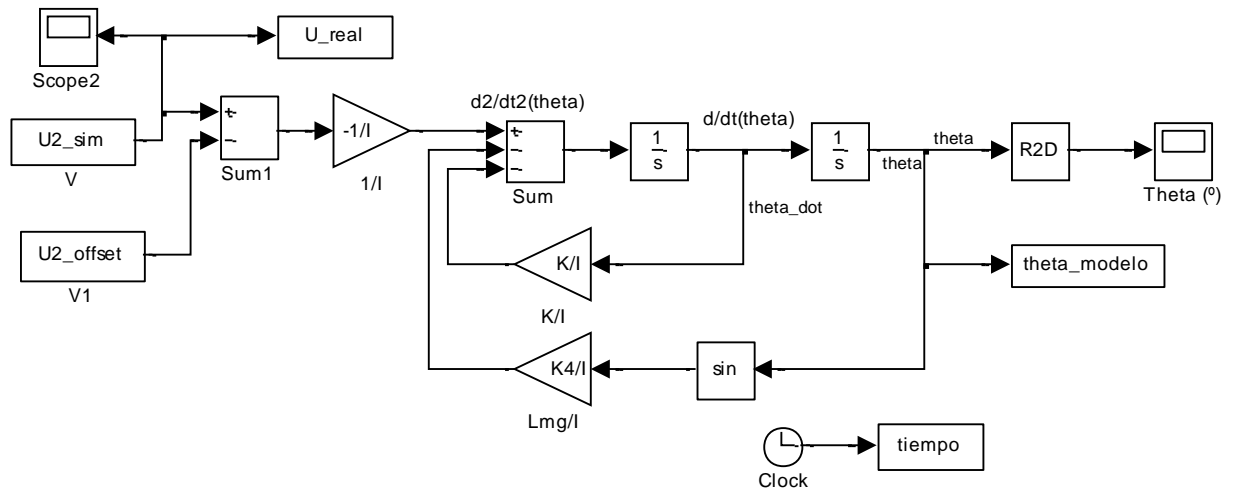 U_real
Scope2
d2/dt2(theta)
d/dt(theta)
+
−
U2_sim
V
Sum1
-1/I
1/I
+
−
−
Sum
1
s
1
s
theta
theta
R2D
Theta (º)
theta_dot
U2_offset
V1
K/I
K/I
theta_modelo
K4/I
Lmg/I
sin
Clock
tiempo